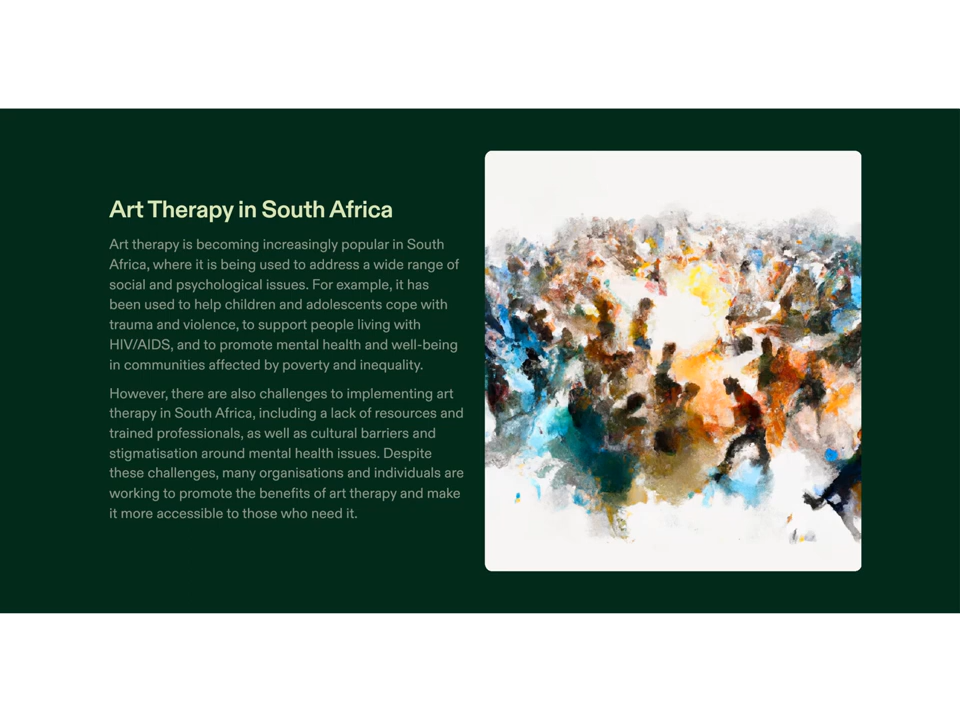 Art Therapy in South Africa
Art therapy is becoming increasingly popular in South
Africa, where it is being used to address a wide range of
social and psychological issues. For example, it has
been used to help children and adolescents cope with
trauma and violence, to support people living with
HIV/AIDS, and to promote mental health and well-being
in communities affected by poverty and inequality.
However, there are also challenges to implementing art
therapy in South Africa, including a lack of resources and
trained professionals, as well as cultural barriers and
stigmatisation around mental health issues. Despite
these challenges, many organisations and individuals are
working to promote the benefits of art therapy and make
it more accessible to those who need it.